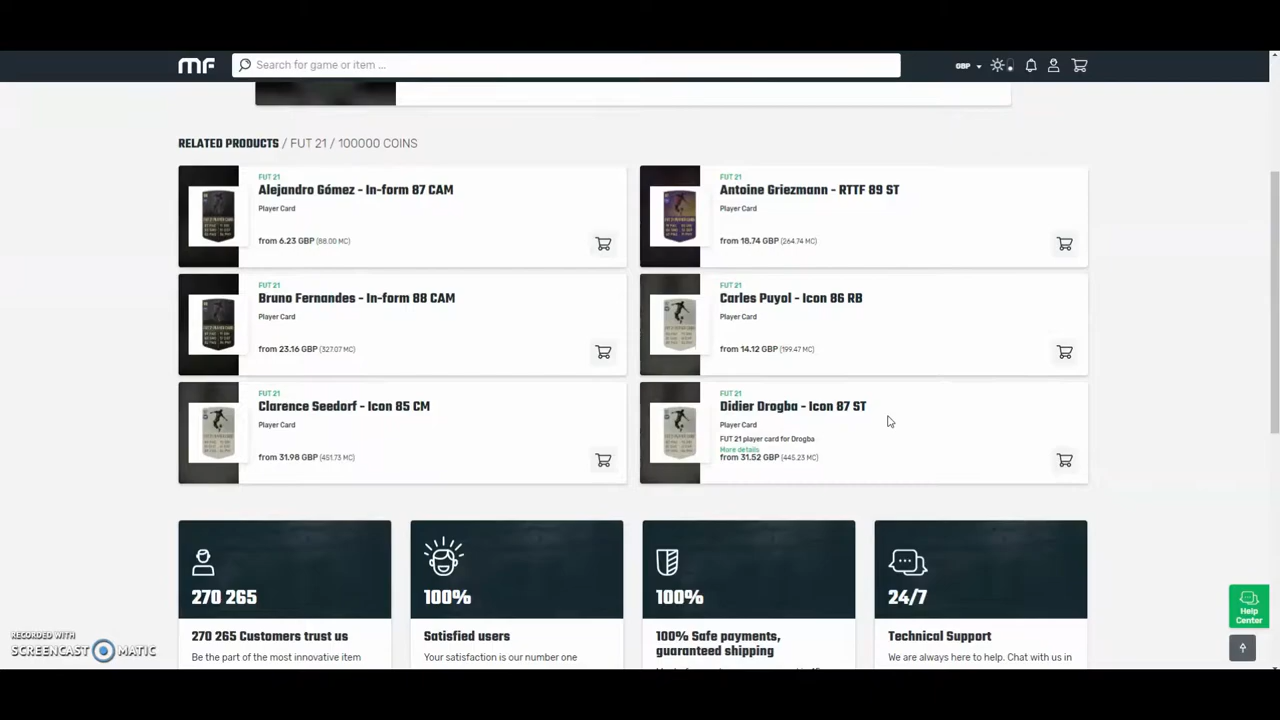 MF
Search for game or item ...
GBP
RELATED PRODUCTS / FUT 21 / 100000 COINS
FUT 21
Alejandro Gómez - In-form 87 CAM
Player Card
from 6.23 GBP (88.00 MC)
FUT 21
Antoine Griezmann - RTTF 89 ST
Player Card
from 18.74 GBP (264.74 MC)
FUT 21
Bruno Fernandes - In-form 88 CAM
Player Card
from 23.16 GBP (327.07 MC)
FUT 21
Carles Puyol - Icon 86 RB
Player Card
from 14.12 GBP (199.47 MC)
FUT 21
Clarence Seedorf - Icon 85 CM
Player Card
from 31.98 GBP (451.73 MC)
FUT 21
Didier Drogba - Icon 87 ST
Player Card
FUT 21 player card for Drogba
More details
from 31.52 GBP (445.23 MC)
270 265
270 265 Customers trust us
Be the part of the most innovative item
100%
Satisfied users
Your satisfaction is our number one
100%
100% Safe payments,
guaranteed shipping
24/7
Technical Support
We are always here to help. Chat with us in
Help
Center
RECORDED WITH
SCREENCAST MATIC